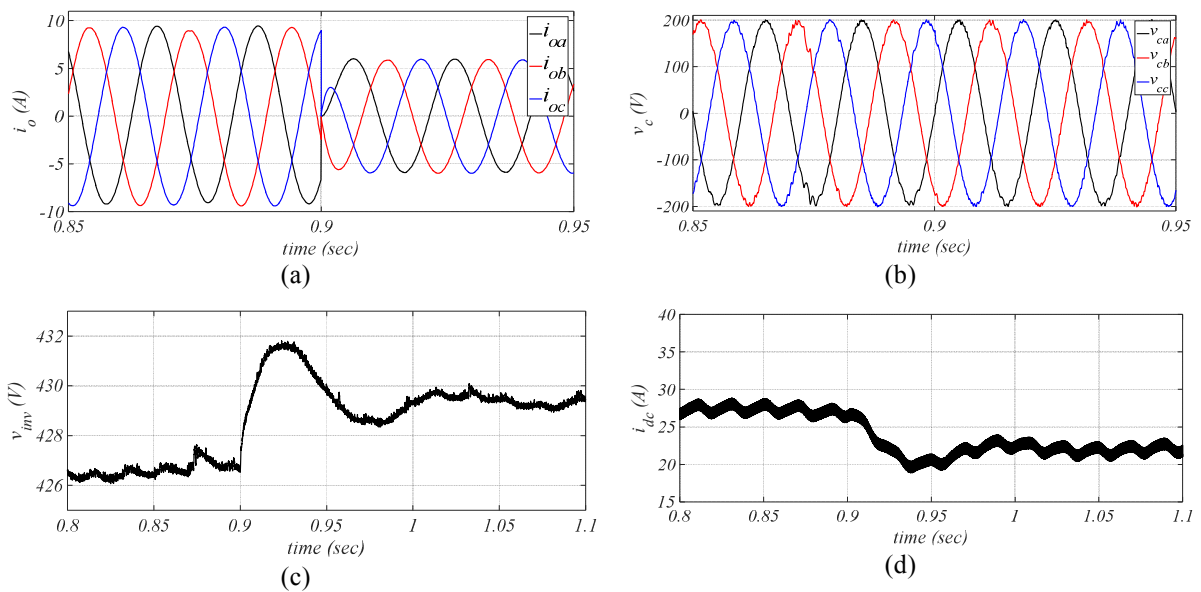 10
5
0
-5
-10
i_o (A)
i_oa
i_ob
i_oc
0.85
0.9
0.95
time (sec)
(a)
200
100
0
-100
-200
v_c (V)
v_ca
v_cb
v_cc
0.85
0.9
0.95
time (sec)
(b)
432
430
428
426
v_inv (V)
0.8
0.85
0.9
0.95
1
1.05
1.1
time (sec)
(c)
40
35
30
25
20
15
i_dc (A)
0.8
0.85
0.9
0.95
1
1.05
1.1
time (sec)
(d)